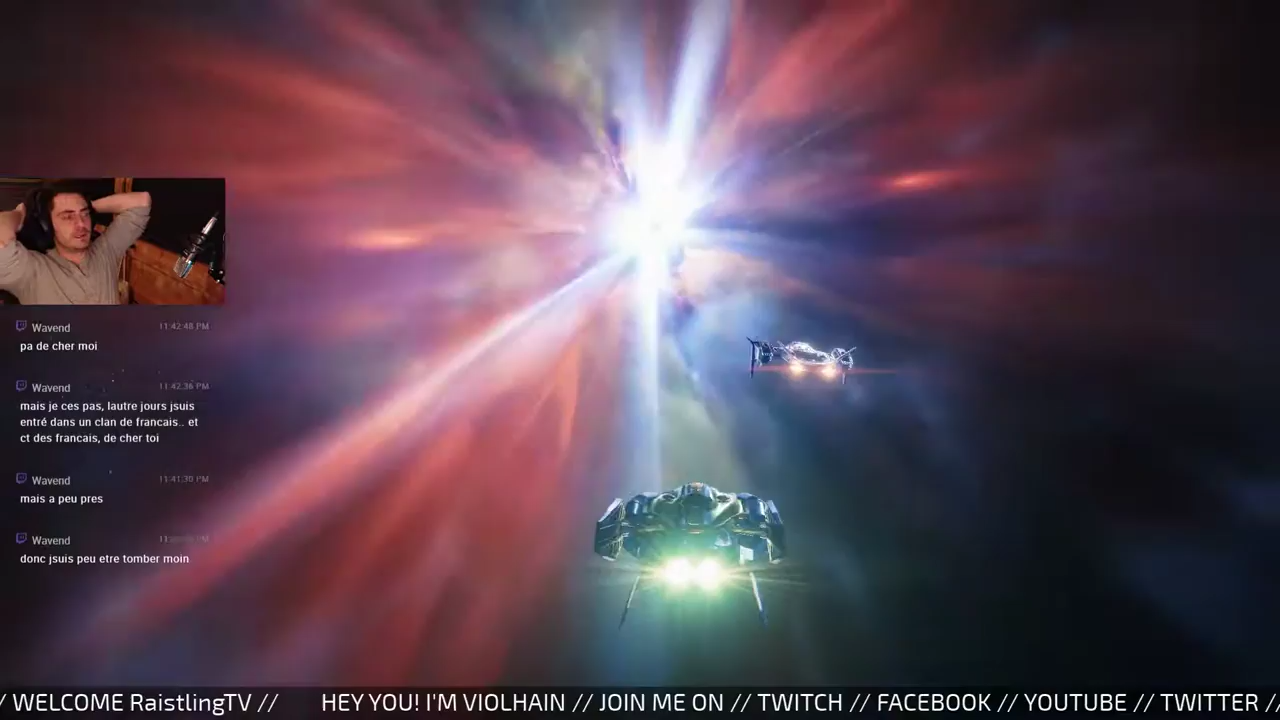 Wavend 11:42:48 PM
pa de cher moi
Wavend 11:42:36 PM
mais je ces pas, lautre jours jsuis
entré dans un clan de francais.. et
ct des francais, de cher toi
Wavend 11:41:30 PM
mais a peu pres
Wavend
donc jsuis peu etre tomber moin
/ WELCOME RaistlingTV // HEY YOU! I'M VIOLHAIN // JOIN ME ON // TWITCH // FACEBOOK // YOUTUBE // TWITTER //